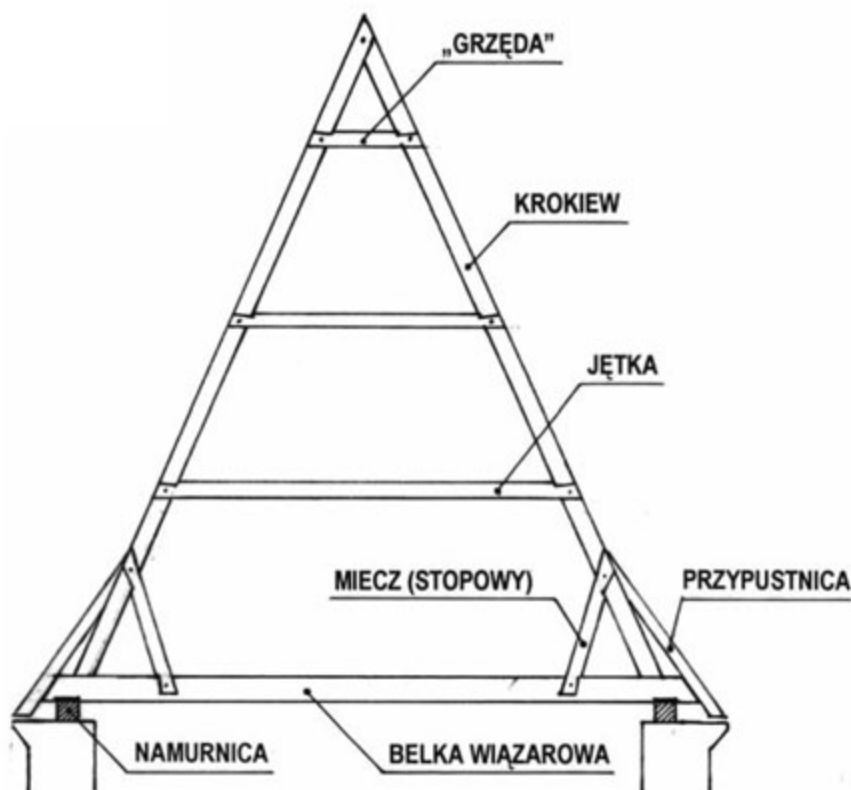 „GRZĘDA”
KROKIEW
JĘTKA
MIECZ (STOPOWY)
PRZYPUSTNICA
NAMURNICA
BELKA WIĄZAROWA